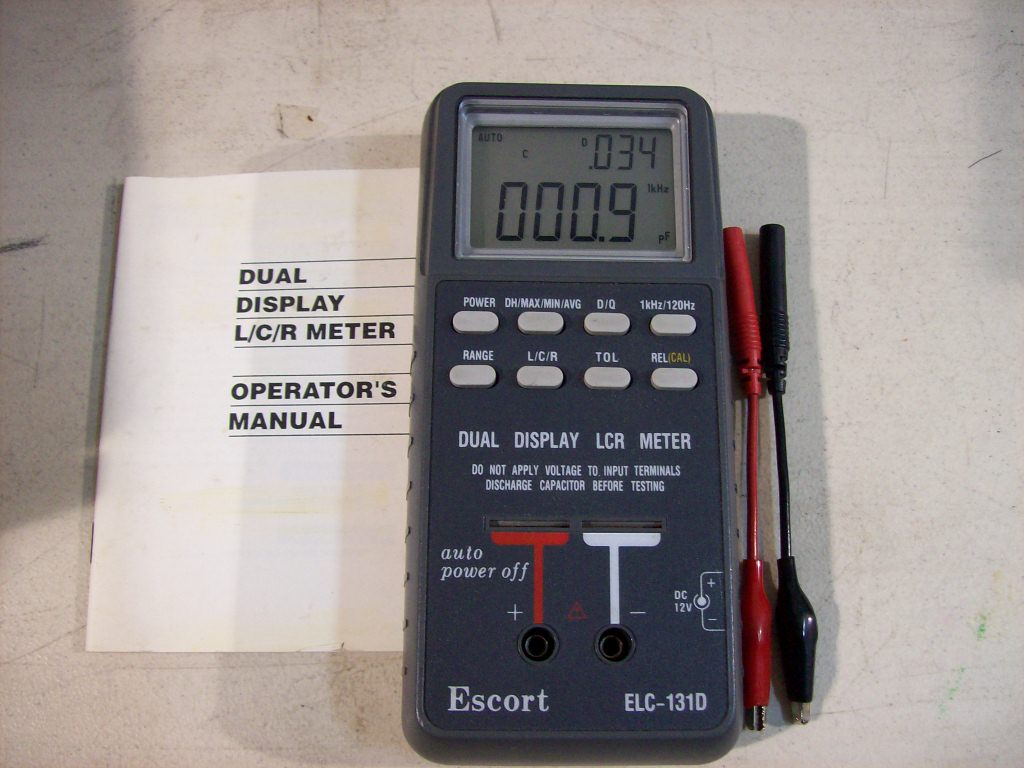 DUAL
DISPLAY
L/C/R METER
OPERATOR'S
MANUAL
AUTO
C
D .034
000.9
1kHz
pF
POWER DH/MAX/MIN/AVG D/Q 1kHz/120Hz
RANGE L/C/R TOL REL(CAL)
DUAL DISPLAY LCR METER
DO NOT APPLY VOLTAGE TO INPUT TERMINALS
DISCHARGE CAPACITOR BEFORE TESTING
auto
power off
+ −
DC
12V
+
−
Escort ELC-131D